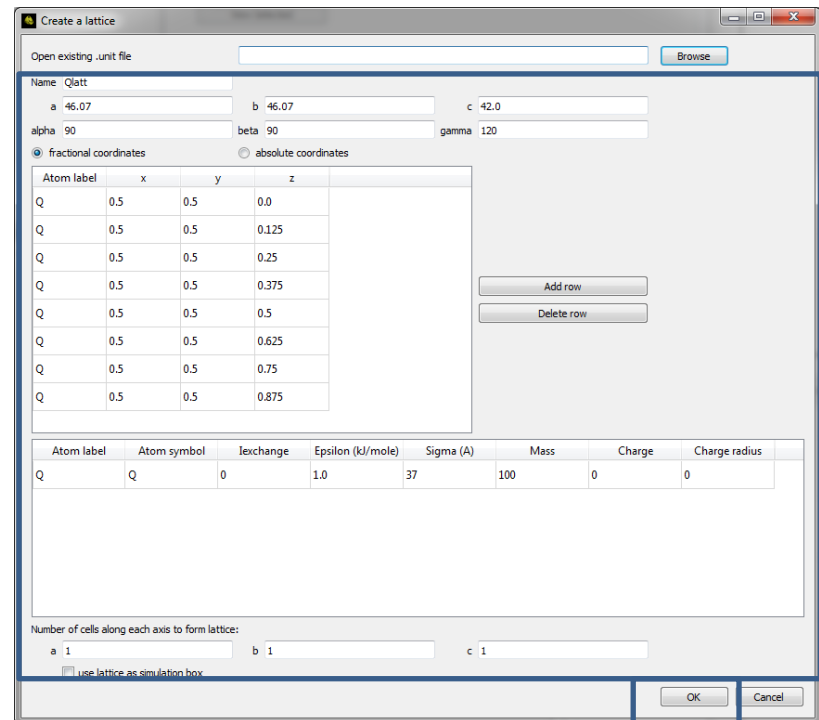 Create a lattice
Open existing .unit file Browse
Name Qlatt
a 46.07 b 46.07 c 42.0
alpha 90 beta 90 gamma 120
fractional coordinates absolute coordinates
Atom label x y z
Q 0.5 0.5 0.0
Q 0.5 0.5 0.125
Q 0.5 0.5 0.25
Q 0.5 0.5 0.375
Add row
Q 0.5 0.5 0.5
Delete row
Q 0.5 0.5 0.625
Q 0.5 0.5 0.75
Q 0.5 0.5 0.875
Atom label Atom symbol Iexchange Epsilon (kJ/mole) Sigma (A) Mass Charge Charge radius
Q Q 0 1.0 37 100 0 0
Number of cells along each axis to form lattice:
a 1 b 1 c 1
use lattice as simulation box
OK Cancel